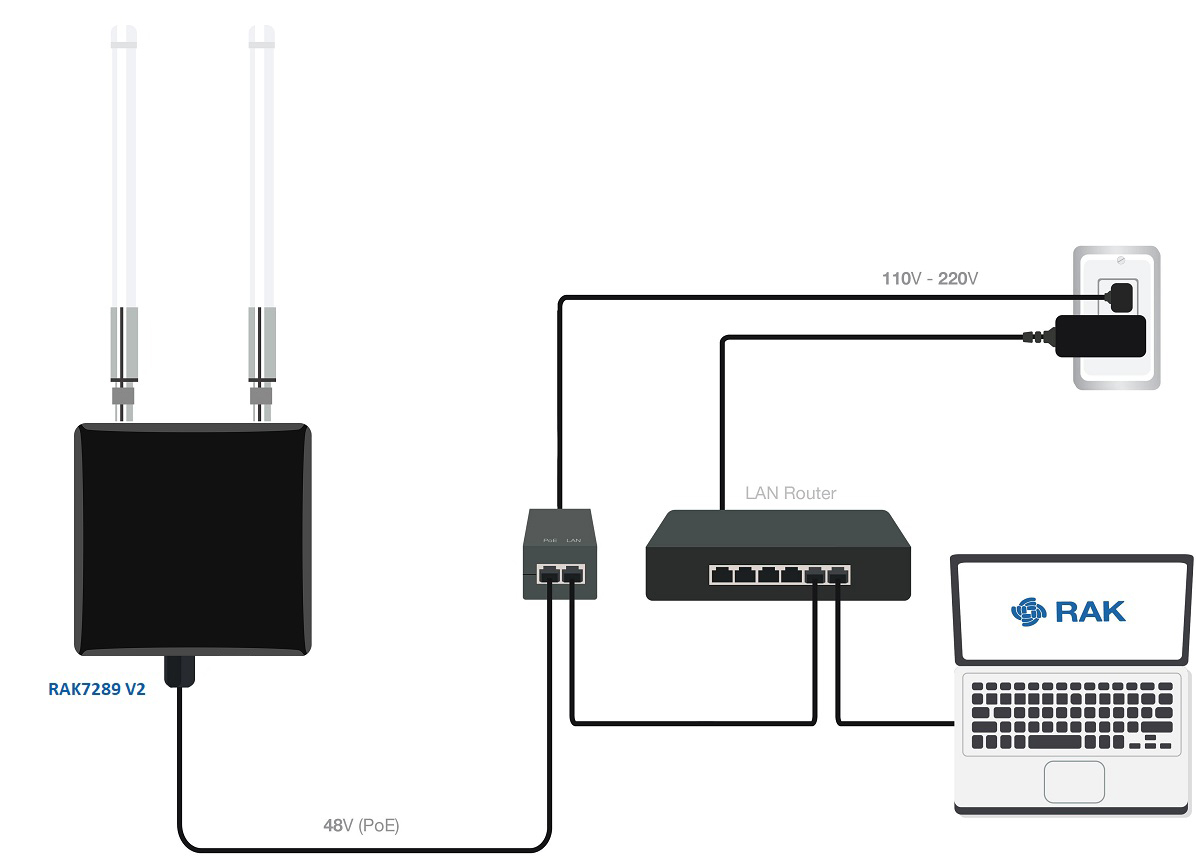 110V - 220V
LAN Router
PoE LAN
RAK
RAK7289 V2
48V (PoE)